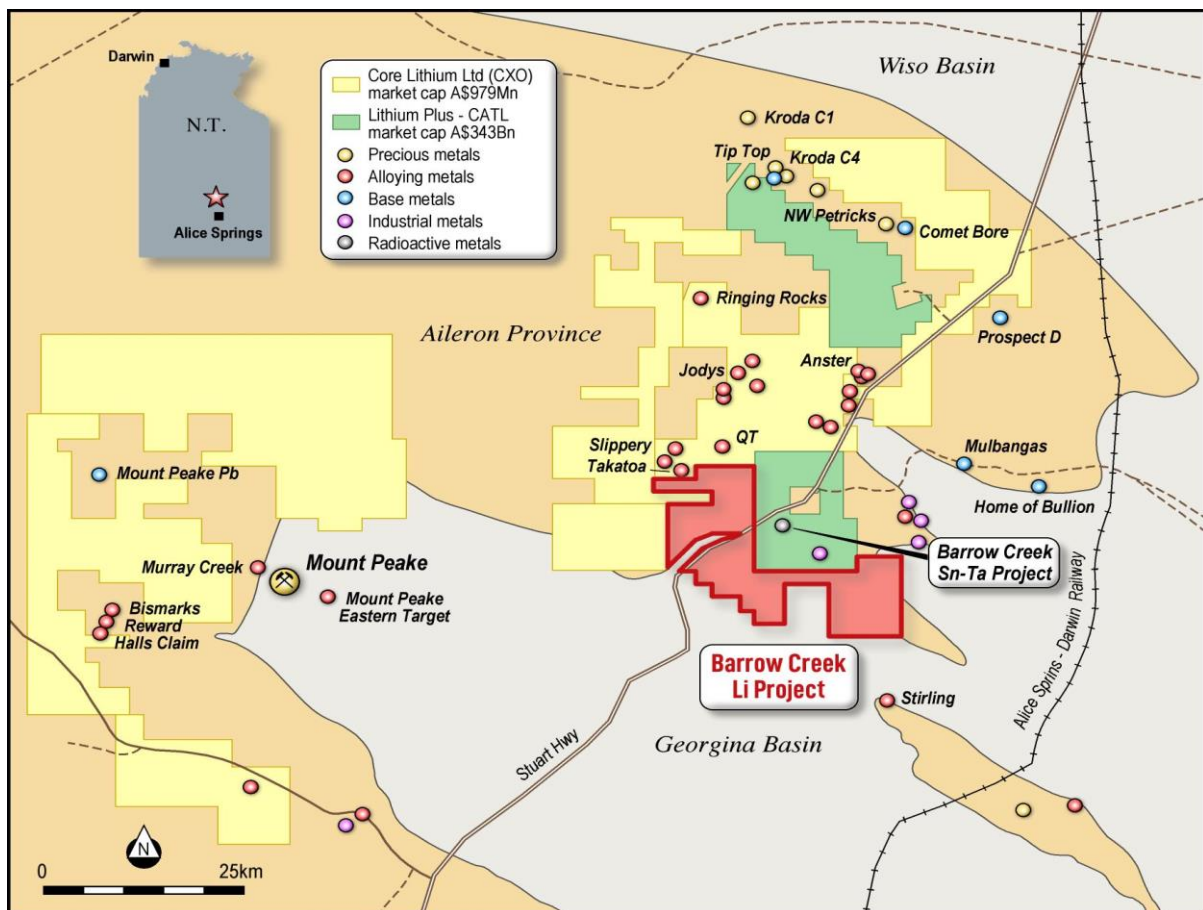 Darwin
N.T.
Alice Springs
Core Lithium Ltd (CXO)
market cap A$979Mn
Lithium Plus - CATL
market cap A$343Bn
Precious metals
Alloying metals
Base metals
Industrial metals
Radioactive metals
Wiso Basin
Kroda C1
Tip Top
Kroda C4
NW Petricks
Comet Bore
Ringing Rocks
Prospect D
Aileron Province
Jodys
Anster
QT
Slippery
Takatoa
Mulbangas
Home of Bullion
Mount Peake Pb
Barrow Creek
Sn-Ta Project
Murray Creek
Mount Peake
Mount Peake
Eastern Target
Bismarks
Reward
Halls Claim
Barrow Creek
Li Project
Stirling
Alice Sprins - Darwin Railway
Georgina Basin
Stuart Hwy
N
0
25km